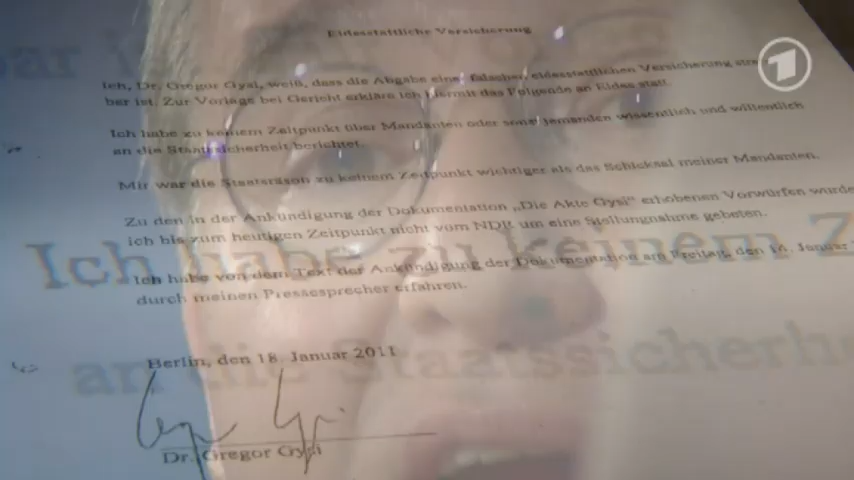 Eidesstattliche Versicherung
Ich, Dr. Gregor Gysi, weiß, dass die Abgabe einer falschen eidesstattlichen Versicherung
ber ist. Zur Vorlage bei Gericht erkläre ich hiermit das Folgende an Eides statt.
Ich habe zu keinem Zeitpunkt über Mandanten oder sonst jemanden wissentlich und willentlich
an die Staatssicherheit berichtet.
Mir war die Staatsräson zu keinem Zeitpunkt wichtiger als das Schicksal meiner Mandanten.
Zu den in der Ankündigung der Dokumentation „Die Akte Gysi" erhobenen Vorwürfen wurde
ich bis zum heutigen Zeitpunkt nicht vom NDR um eine Stellungnahme gebeten.
Ich habe zu keinem Z
Ich habe von dem Text der Ankündigung der Dokumentation am Freitag, den 14. Januar
durch meinen Pressesprecher erfahren.
Berlin, den 18. Januar 2011
an die Staatssicherhe
Dr. Gregor Gysi
1